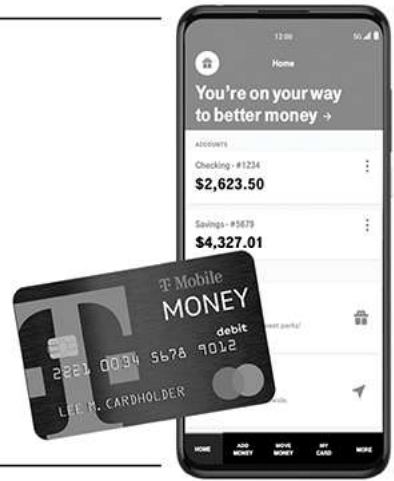 12:00 5G
Home
You're on your way
to better money →
ACCOUNTS
Checking - #1234
$2,623.50
Savings - #5679
$4,327.01
T Mobile
MONEY
debit
2221 0034 5678 9012
LEE M. CARDHOLDER
HOME ADD MONEY MOVE MONEY MY CARD MORE